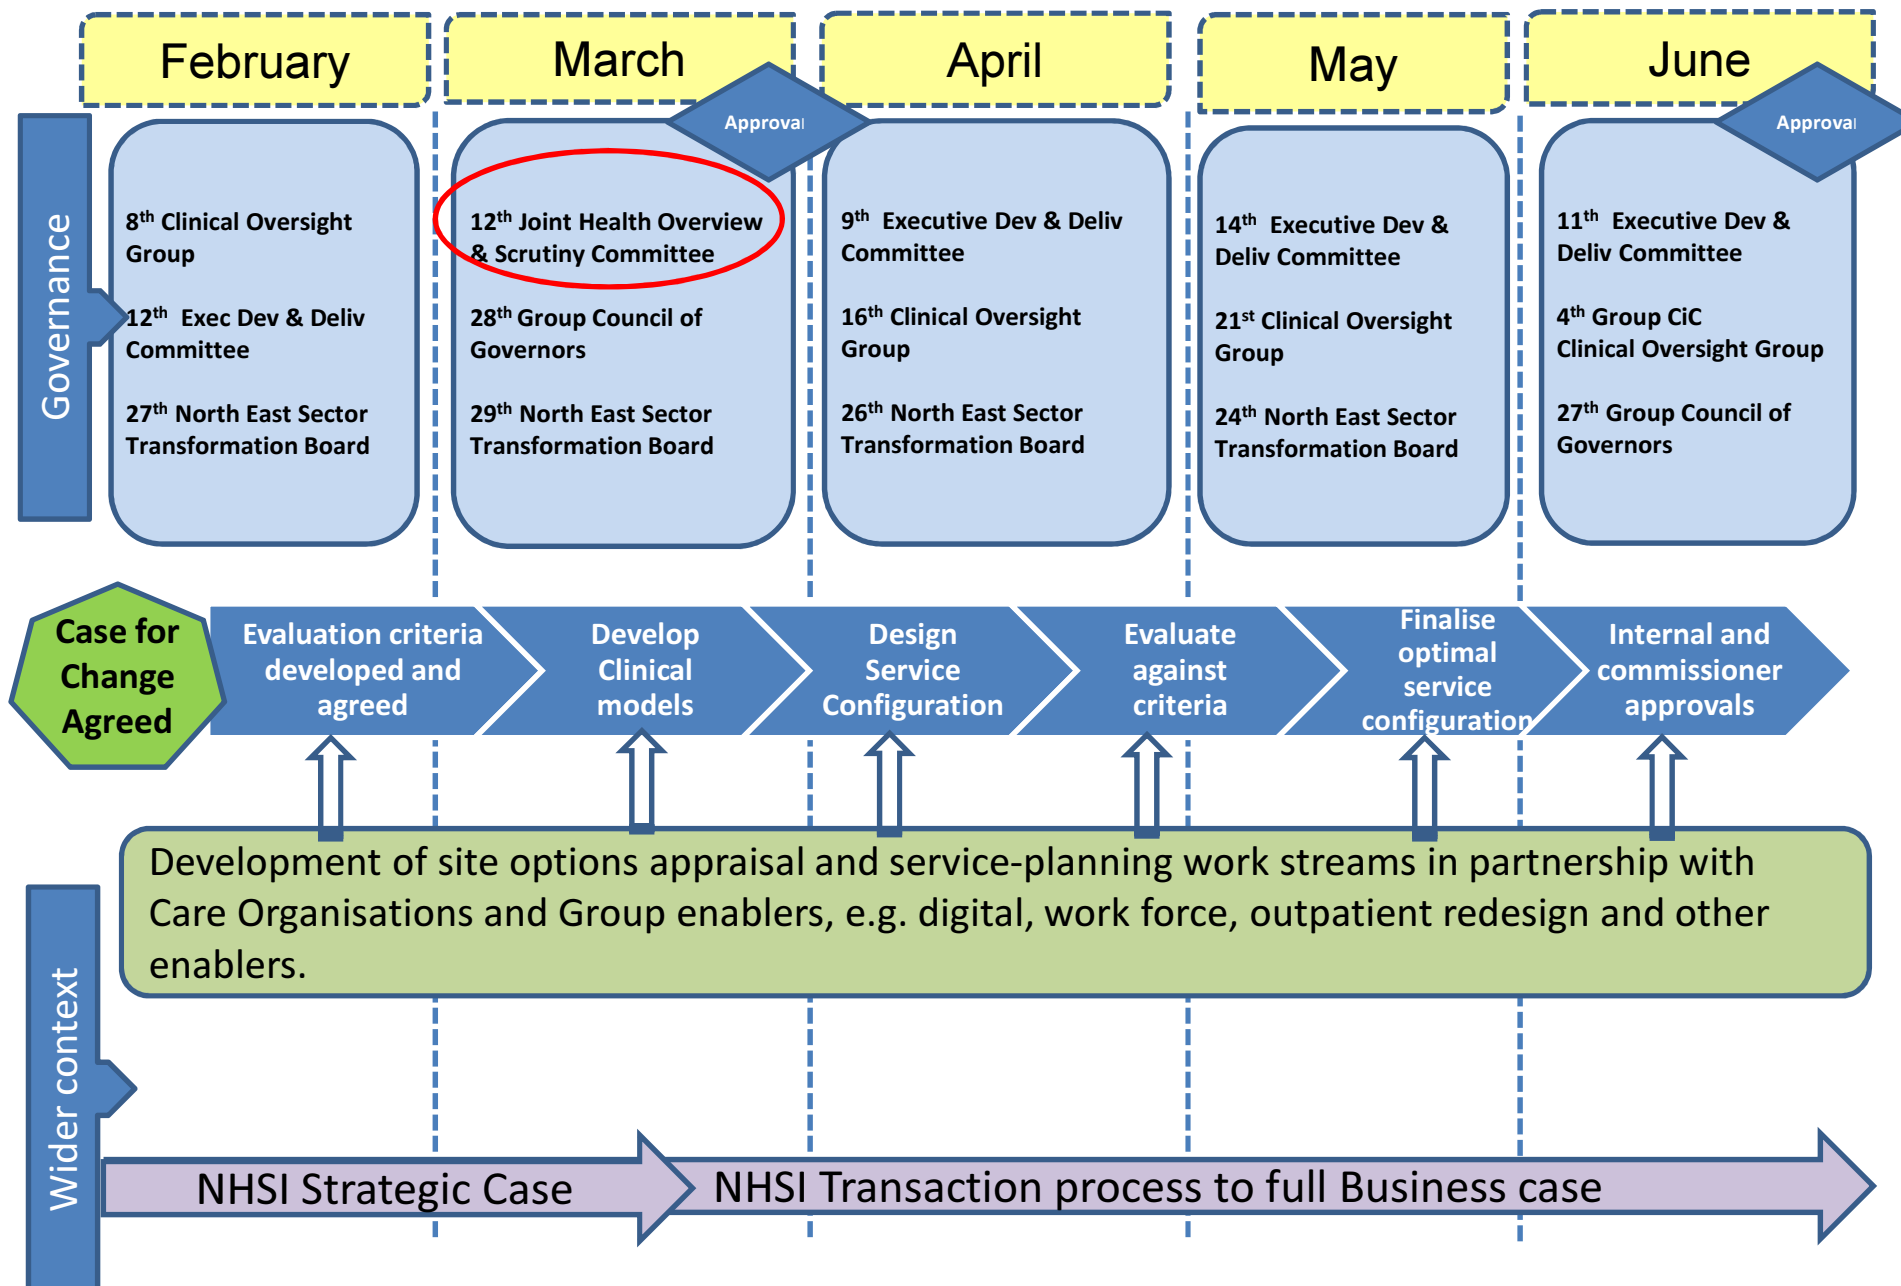 February
March
April
May
June
Approval
Approval
Governance
8th Clinical Oversight
Group
12th Exec Dev & Deliv
Committee
27th North East Sector
Transformation Board
12th Joint Health Overview
& Scrutiny Committee
28th Group Council of
Governors
29th North East Sector
Transformation Board
9th Executive Dev & Deliv
Committee
16th Clinical Oversight
Group
26th North East Sector
Transformation Board
14th Executive Dev &
Deliv Committee
21st Clinical Oversight
Group
24th North East Sector
Transformation Board
11th Executive Dev &
Deliv Committee
4th Group CiC
Clinical Oversight Group
27th Group Council of
Governors
Case for
Change
Agreed
Evaluation criteria
developed and
agreed
Develop
Clinical
models
Design
Service
Configuration
Evaluate
against
criteria
Finalise
optimal
service
configuration
Internal and
commissioner
approvals
Development of site options appraisal and service-planning work streams in partnership with
Care Organisations and Group enablers, e.g. digital, work force, outpatient redesign and other
enablers.
Wider context
NHSI Strategic Case
NHSI Transaction process to full Business case